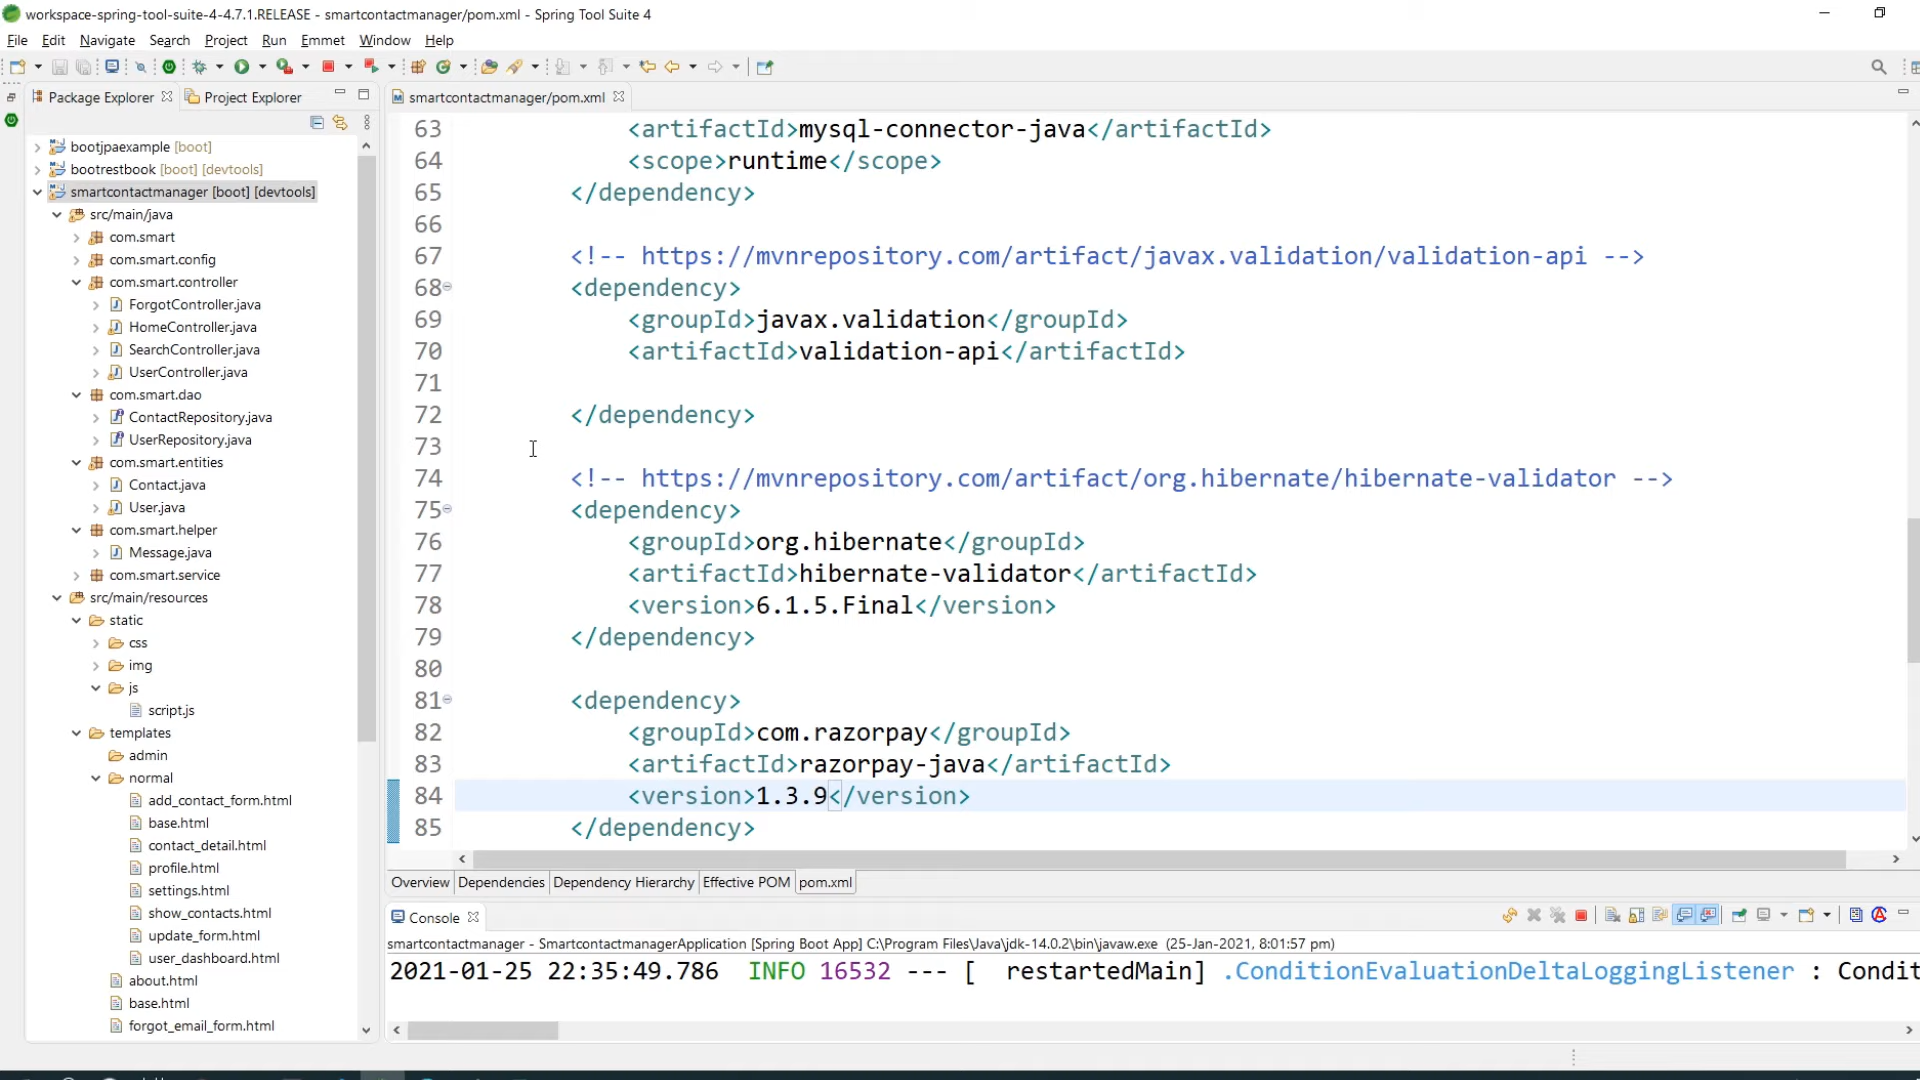 workspace-spring-tool-suite-4-4.7.1.RELEASE - smartcontactmanager/pom.xml - Spring Tool Suite 4
File Edit Navigate Search Project Run Emmet Window Help
Package Explorer Project Explorer
bootjpaexample [boot]
bootrestbook [boot] [devtools]
smartcontactmanager [boot] [devtools]
src/main/java
com.smart
com.smart.config
com.smart.controller
ForgotController.java
HomeController.java
SearchController.java
UserController.java
com.smart.dao
ContactRepository.java
UserRepository.java
com.smart.entities
Contact.java
User.java
com.smart.helper
Message.java
com.smart.service
src/main/resources
static
css
img
js
script.js
templates
admin
normal
add_contact_form.html
base.html
contact_detail.html
profile.html
settings.html
show_contacts.html
update_form.html
user_dashboard.html
about.html
base.html
forgot_email_form.html
smartcontactmanager/pom.xml
63 <artifactId>mysql-connector-java</artifactId>
64 <scope>runtime</scope>
65 </dependency>
66
67 <!-- https://mvnrepository.com/artifact/javax.validation/validation-api -->
68 <dependency>
69 <groupId>javax.validation</groupId>
70 <artifactId>validation-api</artifactId>
71
72 </dependency>
73
74 <!-- https://mvnrepository.com/artifact/org.hibernate/hibernate-validator -->
75 <dependency>
76 <groupId>org.hibernate</groupId>
77 <artifactId>hibernate-validator</artifactId>
78 <version>6.1.5.Final</version>
79 </dependency>
80
81 <dependency>
82 <groupId>com.razorpay</groupId>
83 <artifactId>razorpay-java</artifactId>
84 <version>1.3.9</version>
85 </dependency>
Overview Dependencies Dependency Hierarchy Effective POM pom.xml
Console
smartcontactmanager - SmartcontactmanagerApplication [Spring Boot App] C:\Program Files\Java\jdk-14.0.2\bin\javaw.exe (25-Jan-2021, 8:01:57 pm)
2021-01-25 22:35:49.786 INFO 16532 --- [ restartedMain] .ConditionEvaluationDeltaLoggingListener : Condit